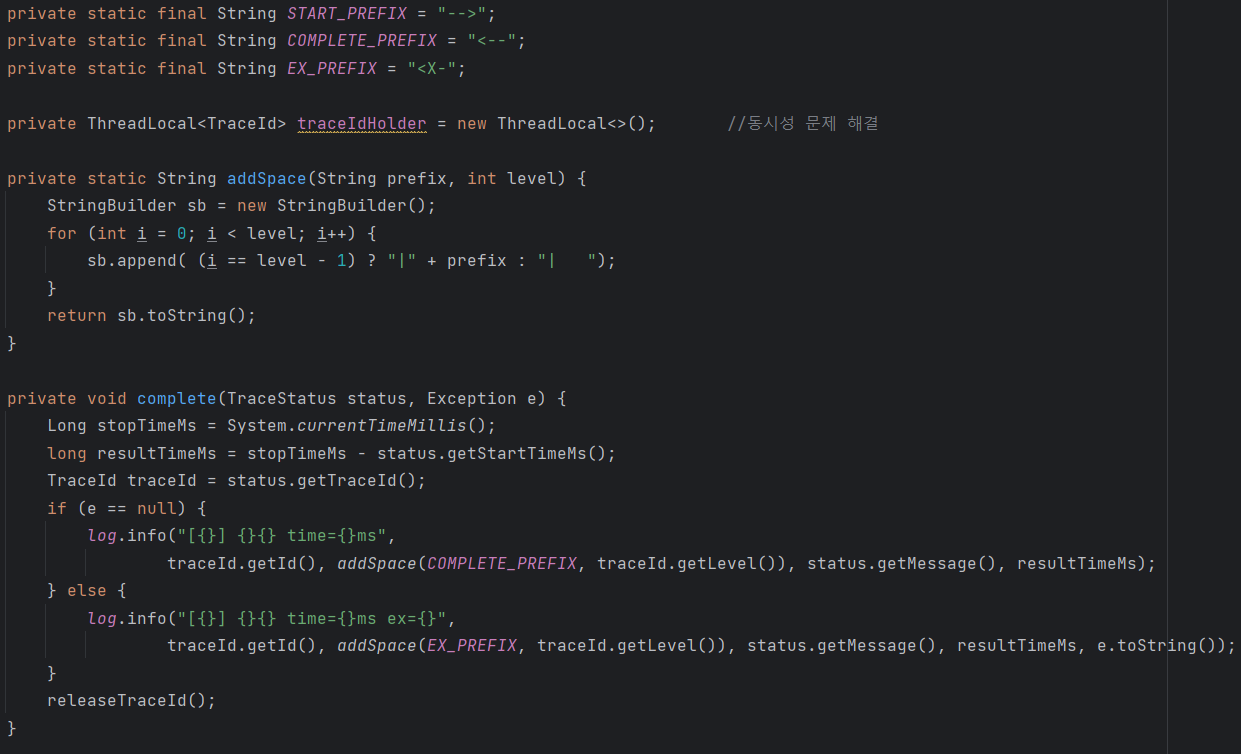 private static final String START_PREFIX = "-->";
private static final String COMPLETE_PREFIX = "<--";
private static final String EX_PREFIX = "<X-";
private ThreadLocal<TraceId> traceIdHolder = new ThreadLocal<>();       //동시성 문제 해결
private static String addSpace(String prefix, int level) {
    StringBuilder sb = new StringBuilder();
    for (int i = 0; i < level; i++) {
        sb.append( (i == level - 1) ? "|" + prefix : "|   ");
    }
    return sb.toString();
}
private void complete(TraceStatus status, Exception e) {
    Long stopTimeMs = System.currentTimeMillis();
    long resultTimeMs = stopTimeMs - status.getStartTimeMs();
    TraceId traceId = status.getTraceId();
    if (e == null) {
        log.info("[{}] {}{} time={}ms",
                traceId.getId(), addSpace(COMPLETE_PREFIX, traceId.getLevel()), status.getMessage(), resultTimeMs);
    } else {
        log.info("[{}] {}{} time={}ms ex={}",
                traceId.getId(), addSpace(EX_PREFIX, traceId.getLevel()), status.getMessage(), resultTimeMs, e.toString());
    }
    releaseTraceId();
}